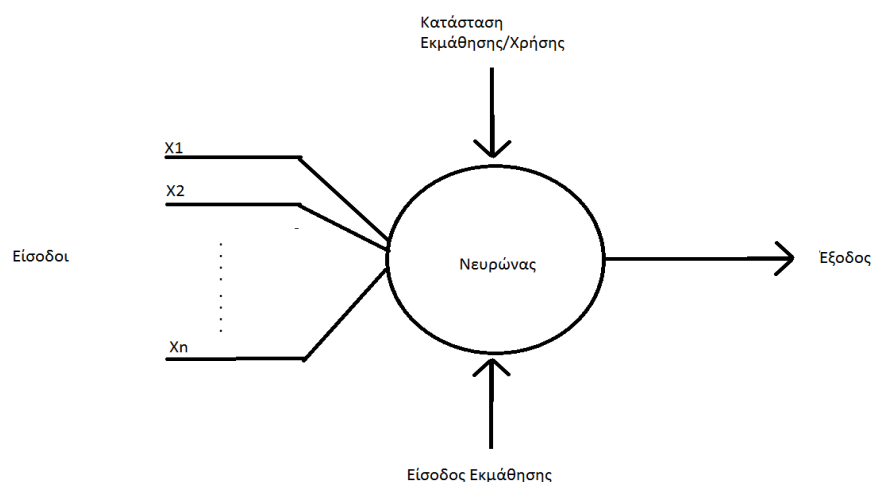 Κατάσταση
Εκμάθησης/Χρήσης
X1
X2
Είσοδοι
Νευρώνας
Έξοδος
Xn
Είσοδος Εκμάθησης